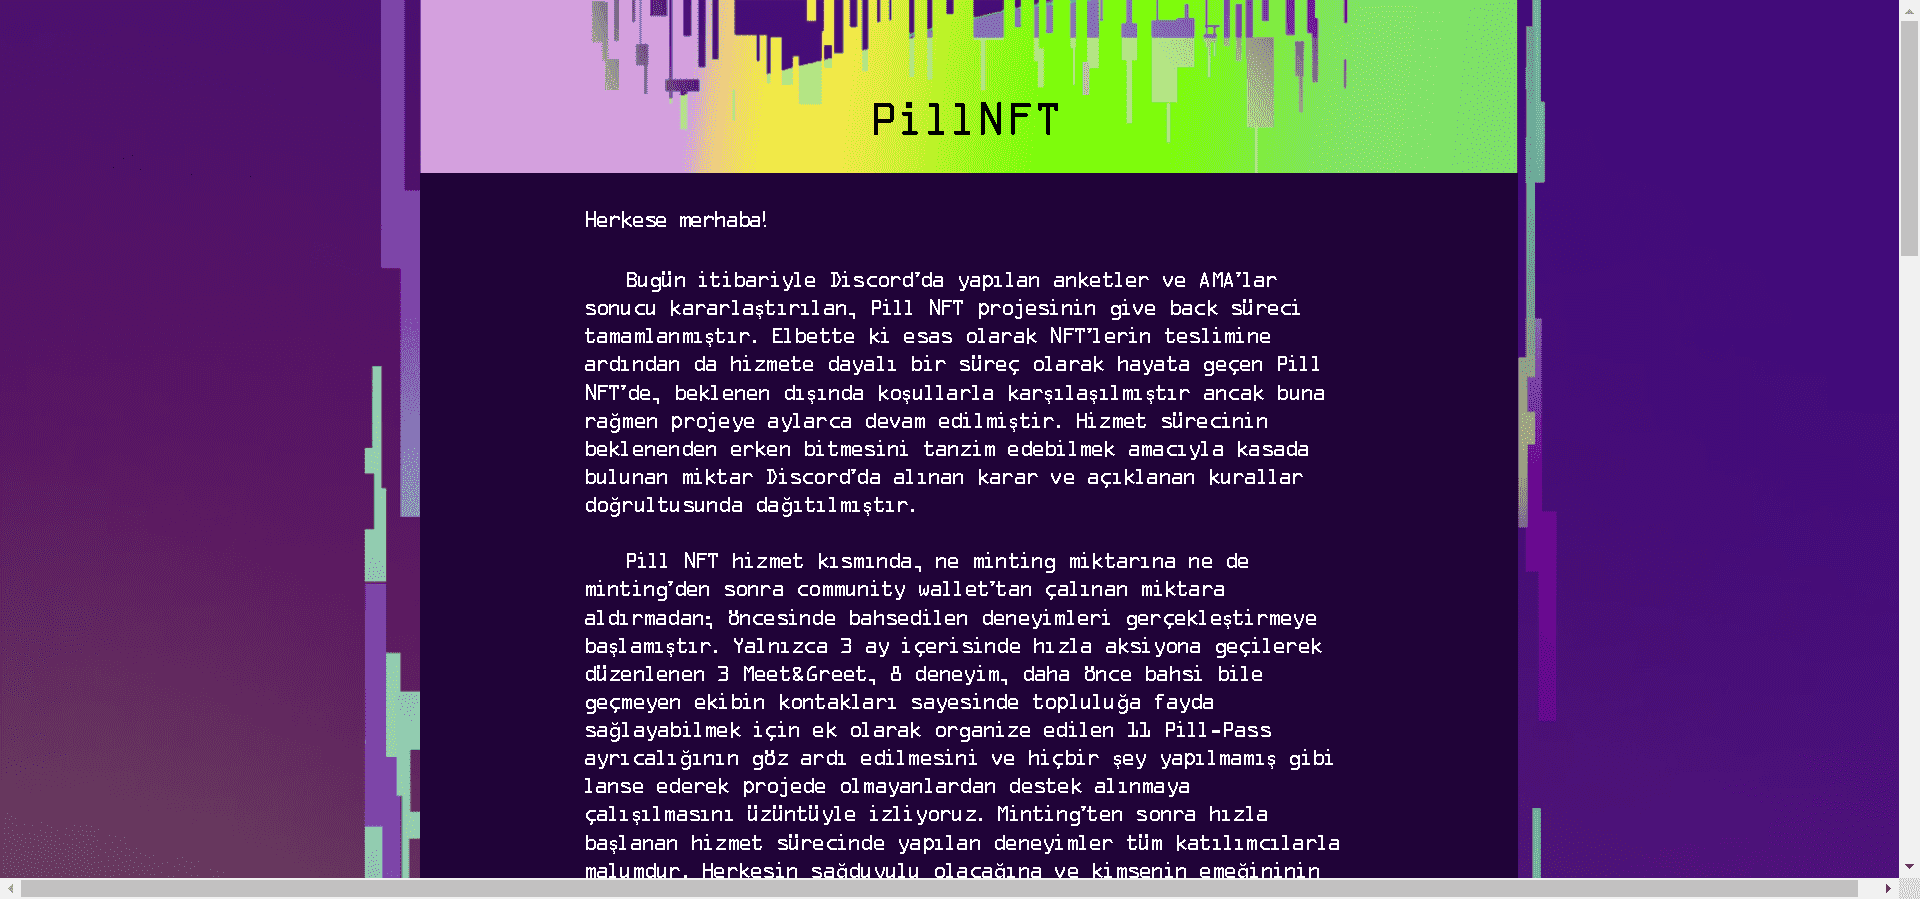 PillNFT
Herkese merhaba!
Bugün itibariyle Discord'da yapılan anketler ve AMA'lar
sonucu kararlaştırılan, Pill NFT projesinin give back süreci
tamamlanmıştır. Elbette ki esas olarak NFT'lerin teslimine
ardından da hizmete dayalı bir süreç olarak hayata geçen Pill
NFT'de, beklenen dışında koşullarla karşılaşılmıştır ancak buna
rağmen projeye aylarca devam edilmiştir. Hizmet sürecinin
beklenenden erken bitmesini tanzim edebilmek amacıyla kasada
bulunan miktar Discord'da alınan karar ve açıklanan kurallar
doğrultusunda dağıtılmıştır.
Pill NFT hizmet kısmında, ne minting miktarına ne de
minting'den sonra community wallet'tan çalınan miktara
aldırmadan; öncesinde bahsedilen deneyimleri gerçekleştirmeye
başlamıştır. Yalnızca 3 ay içerisinde hızla aksiyona geçilerek
düzenlenen 3 Meet&Greet, 8 deneyim, daha önce bahsi bile
geçmeyen ekibin kontakları sayesinde topluluğa fayda
sağlayabilmek için ek olarak organize edilen 11 Pill-Pass
ayrıcalığının göz ardı edilmesini ve hiçbir şey yapılmamış gibi
lanse ederek projede olmayanlardan destek alınmaya
çalışılmasını üzüntüyle izliyoruz. Minting'ten sonra hızla
başlanan hizmet sürecinde yapılan deneyimler tüm katılımcılarla
malumdur. Herkesin sağduyulu olacağına ve kimsenin emeğininin